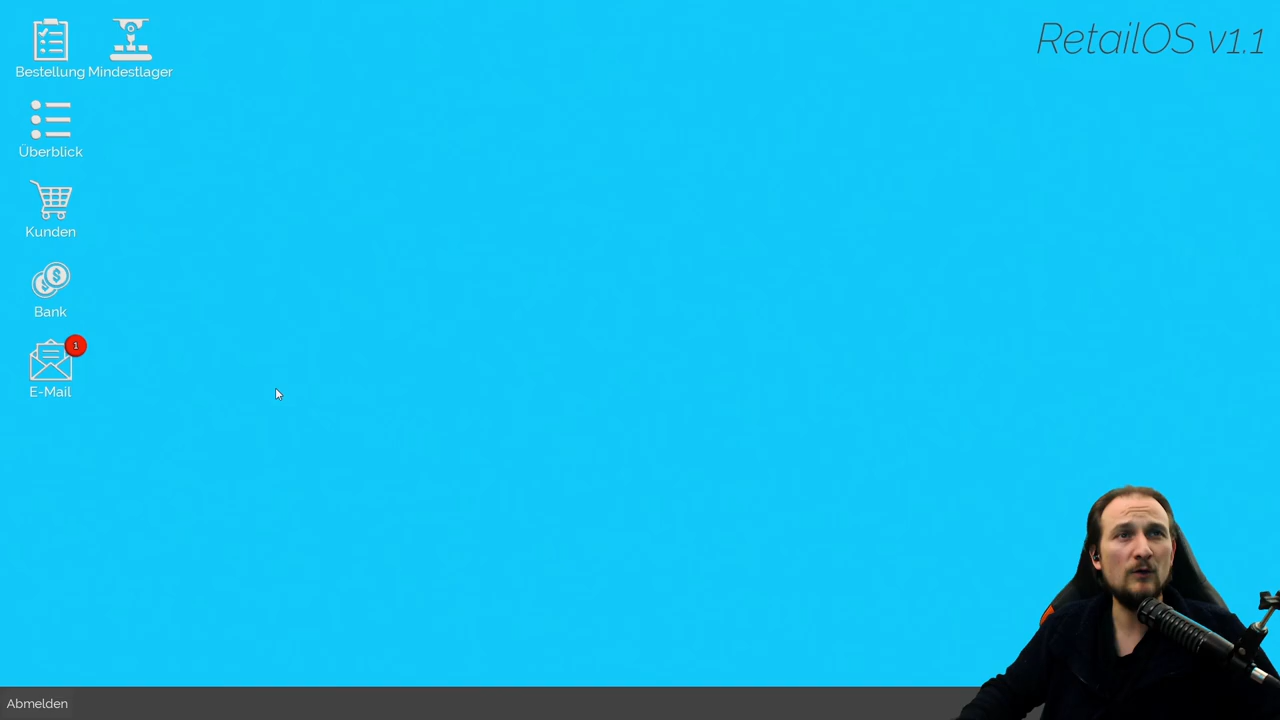 RetailOS v1.1
Bestellung
Mindestlager
Überblick
Kunden
Bank
1
E-Mail
Abmelden